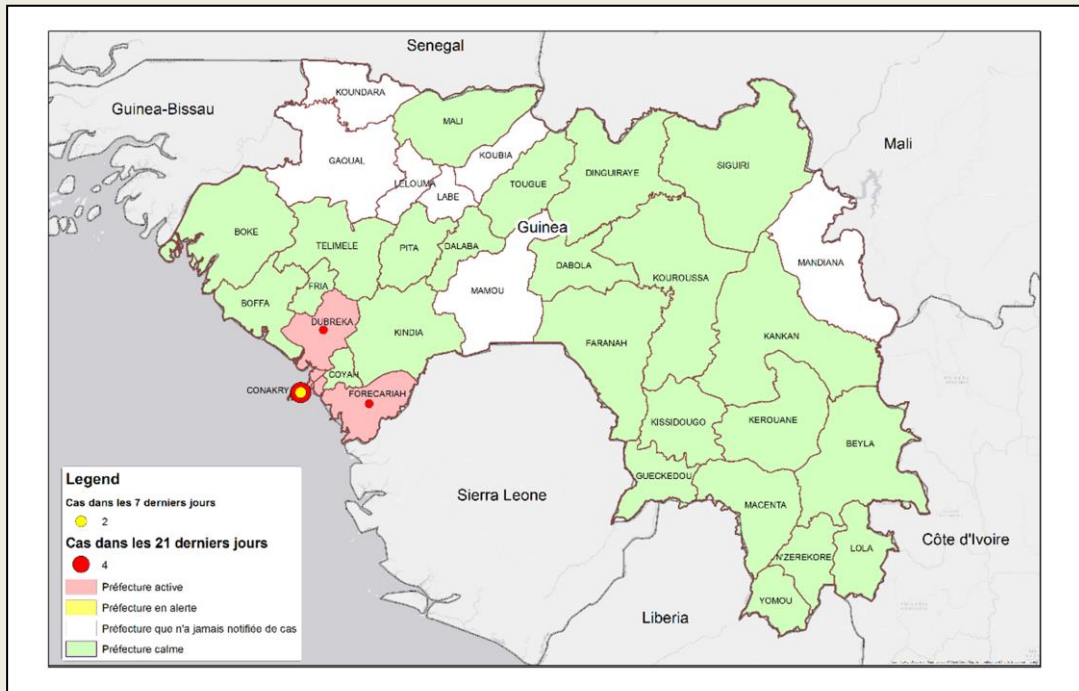 Senegal
Guinea-Bissau
KOUNDARA
MALI
Mali
GAOUAL
KOUBIA
SIGUIRI
LELOUMA
LABE
TOUGUE
DINGUIRAYE
Guinea
BOKE
TELIMELE
PITA
DALABA
MANDIANA
DABOLA
KOUROUSSA
FRIA
BOFFA
MAMOU
DUBREKA
KINDIA
KANKAN
FARANAH
COYAH
CONAKRY
FORECARIAH
KISSIDOUGO
KEROUANE
BEYLA
GUECKEDOU
Sierra Leone
MACENTA
Côte d'Ivoire
LOLA
N'ZEREKORE
YOMOU
Liberia
Legend
Cas dans les 7 derniers jours
2
Cas dans les 21 derniers jours
4
Préfecture active
Préfecture en alerte
Préfecture que n'a jamais notifiée de cas
Préfecture calme